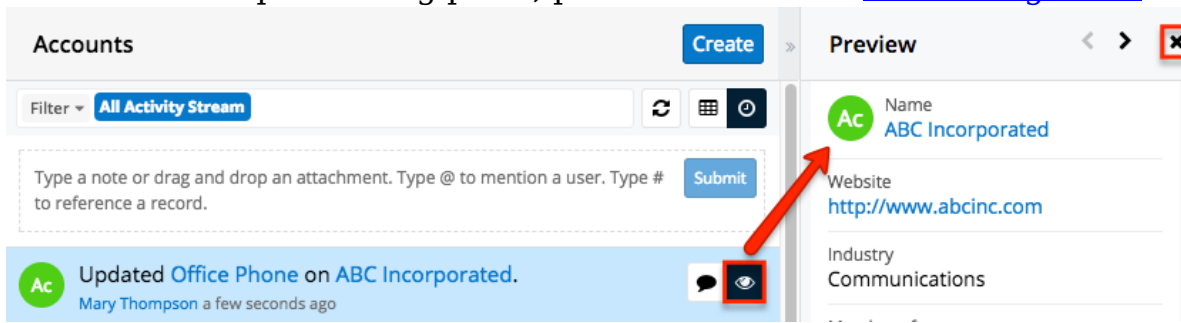 Accounts
Create
»
Filter
All Activity Stream
Type a note or drag and drop an attachment. Type @ to mention a user. Type #
to reference a record.
Submit
Ac
Updated Office Phone on ABC Incorporated.
Mary Thompson a few seconds ago
Preview
Ac
Name
ABC Incorporated
Website
http://www.abcinc.com
Industry
Communications